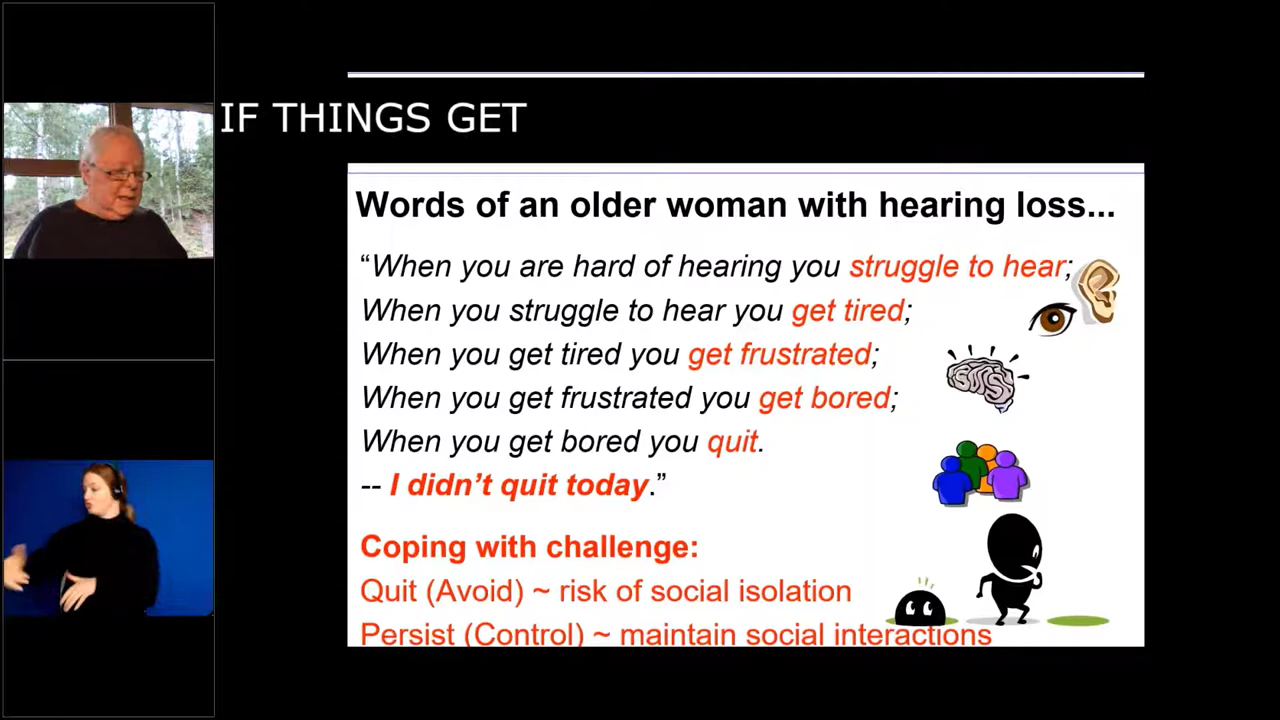 IF THINGS GET
Words of an older woman with hearing loss...
“When you are hard of hearing you struggle to hear;
When you struggle to hear you get tired;
When you get tired you get frustrated;
When you get frustrated you get bored;
When you get bored you quit.
-- I didn’t quit today.”
Coping with challenge:
Quit (Avoid) ~ risk of social isolation
Persist (Control) ~ maintain social interactions